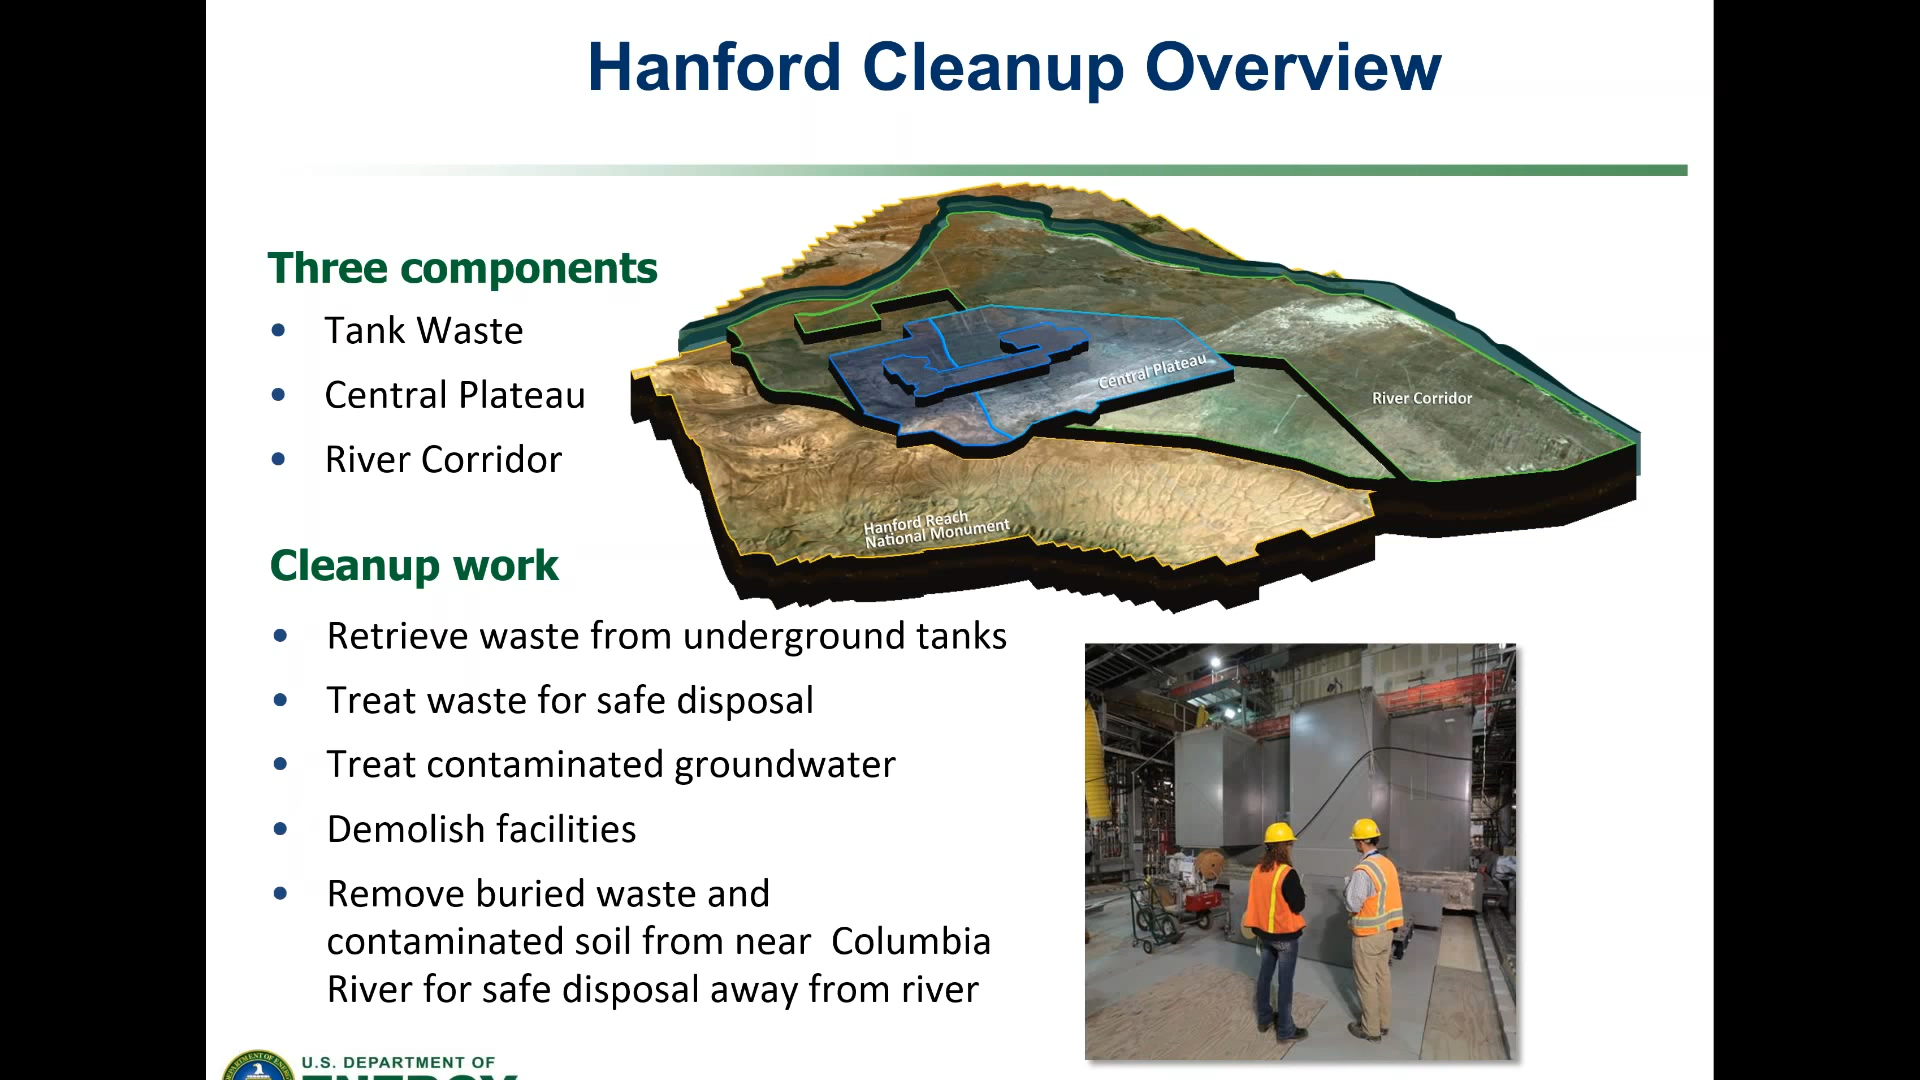 Hanford Cleanup Overview
Three components
• Tank Waste
• Central Plateau
• River Corridor
Central Plateau
River Corridor
Hanford Reach
National Monument
Cleanup work
• Retrieve waste from underground tanks
• Treat waste for safe disposal
• Treat contaminated groundwater
• Demolish facilities
• Remove buried waste and
contaminated soil from near Columbia
River for safe disposal away from river
U.S. DEPARTMENT OF
ENERGY